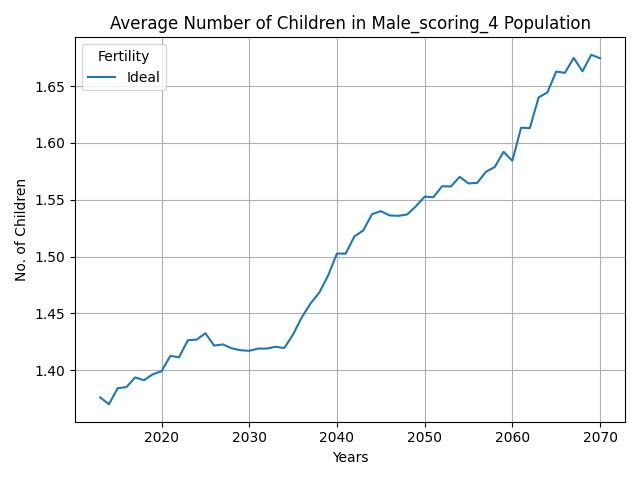 Average Number of Children in Male_scoring_4 Population
Fertility
Ideal
No. of Children
1.65
1.60
1.55
1.50
1.45
1.40
2020 2030 2040 2050 2060 2070
Years